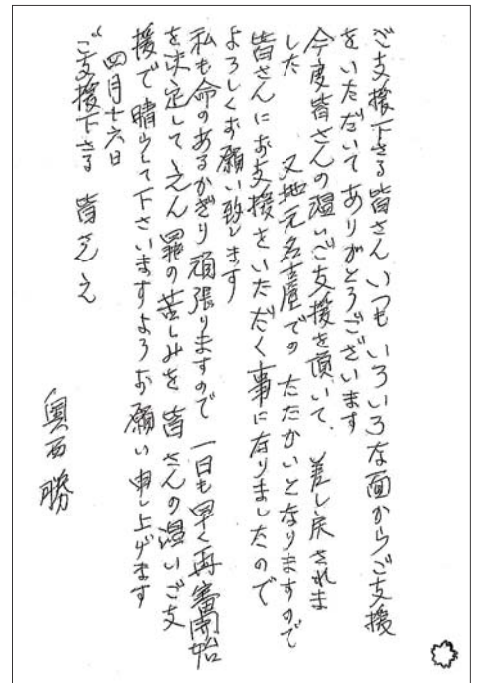 ご支援下さる皆さんいつもいろいろな面からご支援
をいただいてありがとうございます
今度皆さんの温いご支援を頂いて、差し戻されま
した 又地元名古屋での たたかいとなりますので
皆さんにお支援をいただく事になりましたので
よろしくお願い致します
私も命のあるかぎり頑張りますので 一日も早く再審開始
を決定してえん罪の苦しみを 皆さんの温いご支
援で晴らして下さいますよろお願い申し上げます
四月十六日
ご支援下さる 皆さんえ
奥西勝